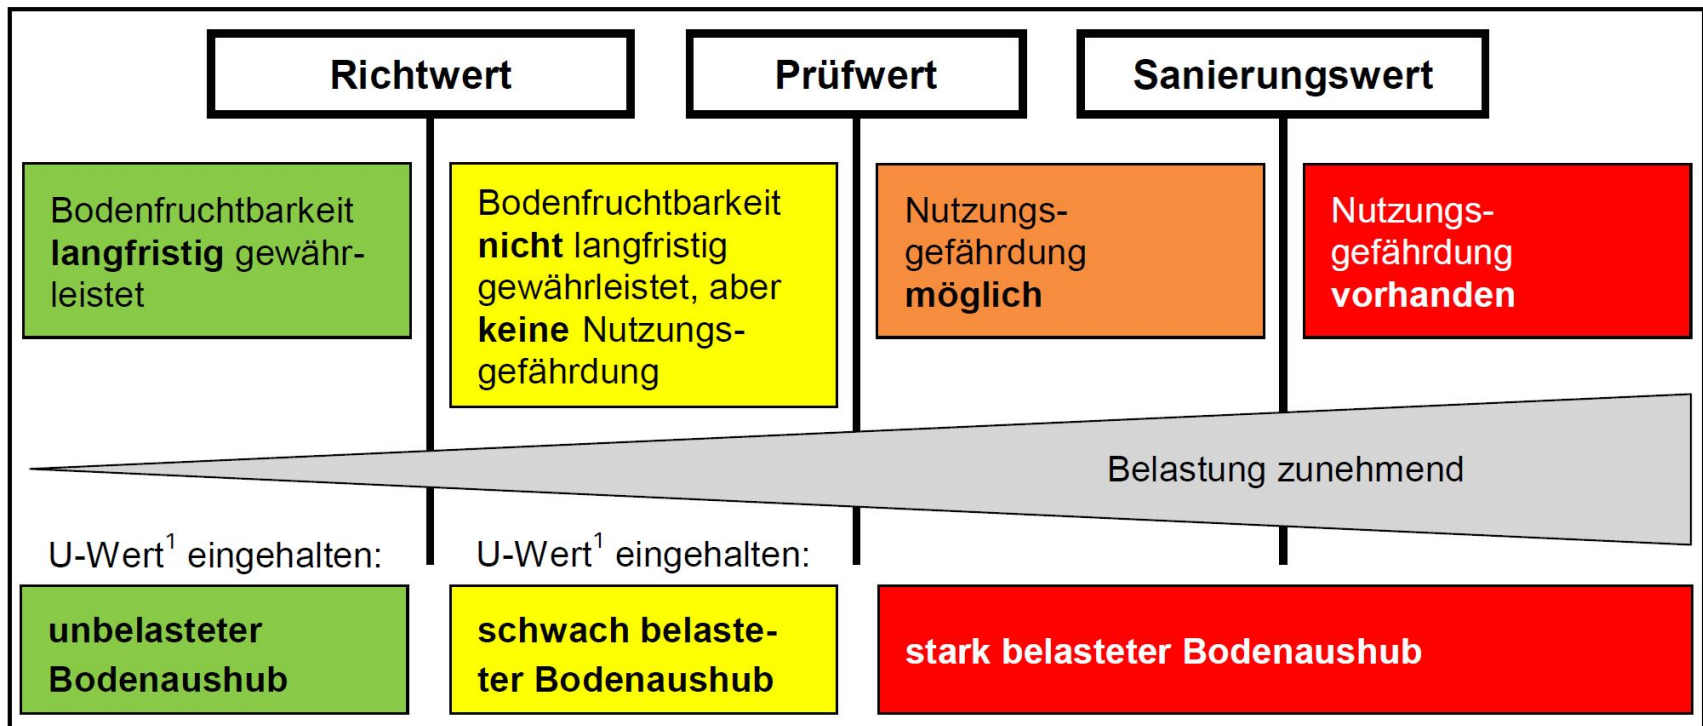 Richtwert
Prüfwert
Sanierungswert
Bodenfruchtbarkeit
langfristig gewähr-
leistet
Bodenfruchtbarkeit
nicht langfristig
gewährleistet, aber
keine Nutzungs-
gefährdung
Nutzungs-
gefährdung
möglich
Nutzungs-
gefährdung
vorhanden
Belastung zunehmend
U-Wert¹ eingehalten:
U-Wert¹ eingehalten:
unbelasteter
Bodenaushub
schwach belaste-
ter Bodenaushub
stark belasteter Bodenaushub